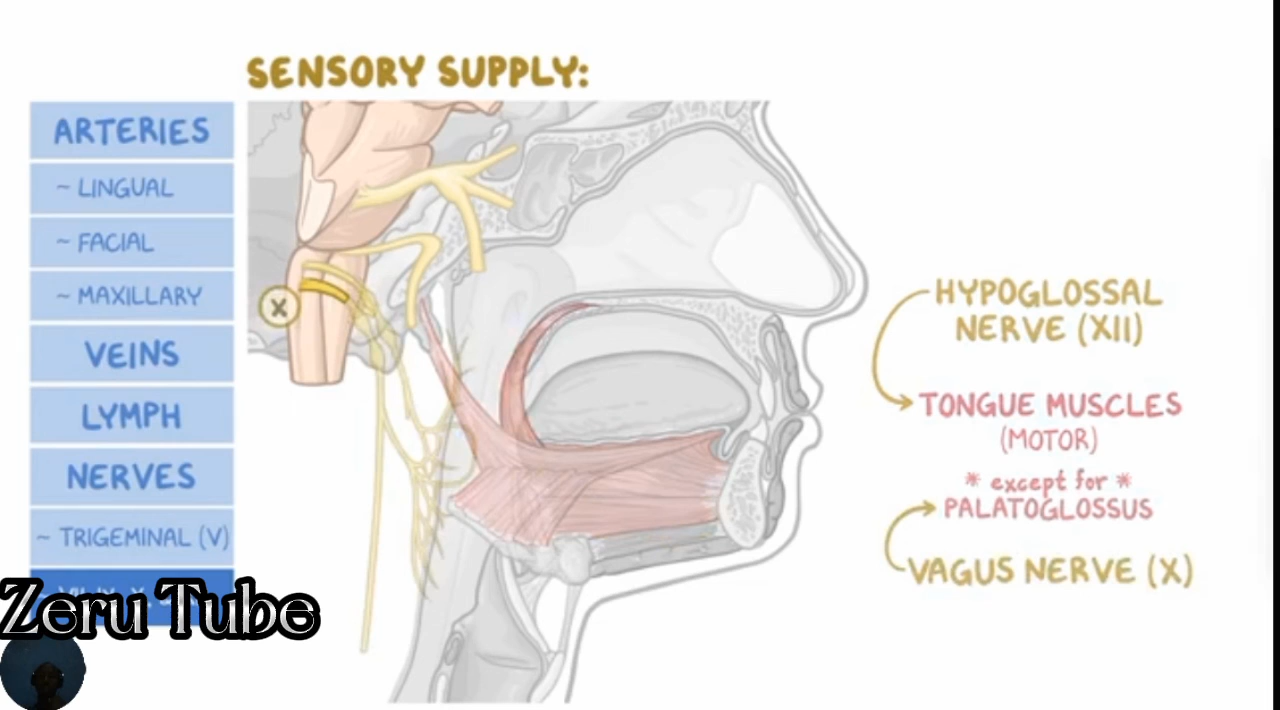 SENSORY SUPPLY:
ARTERIES
~ LINGUAL
~ FACIAL
~ MAXILLARY
VEINS
LYMPH
NERVES
~ TRIGEMINAL (V)
Zeru Tube
X
HYPOGLOSSAL
NERVE (XII)
TONGUE MUSCLES
(MOTOR)
* except for *
PALATOGLOSSUS
VAGUS NERVE (X)